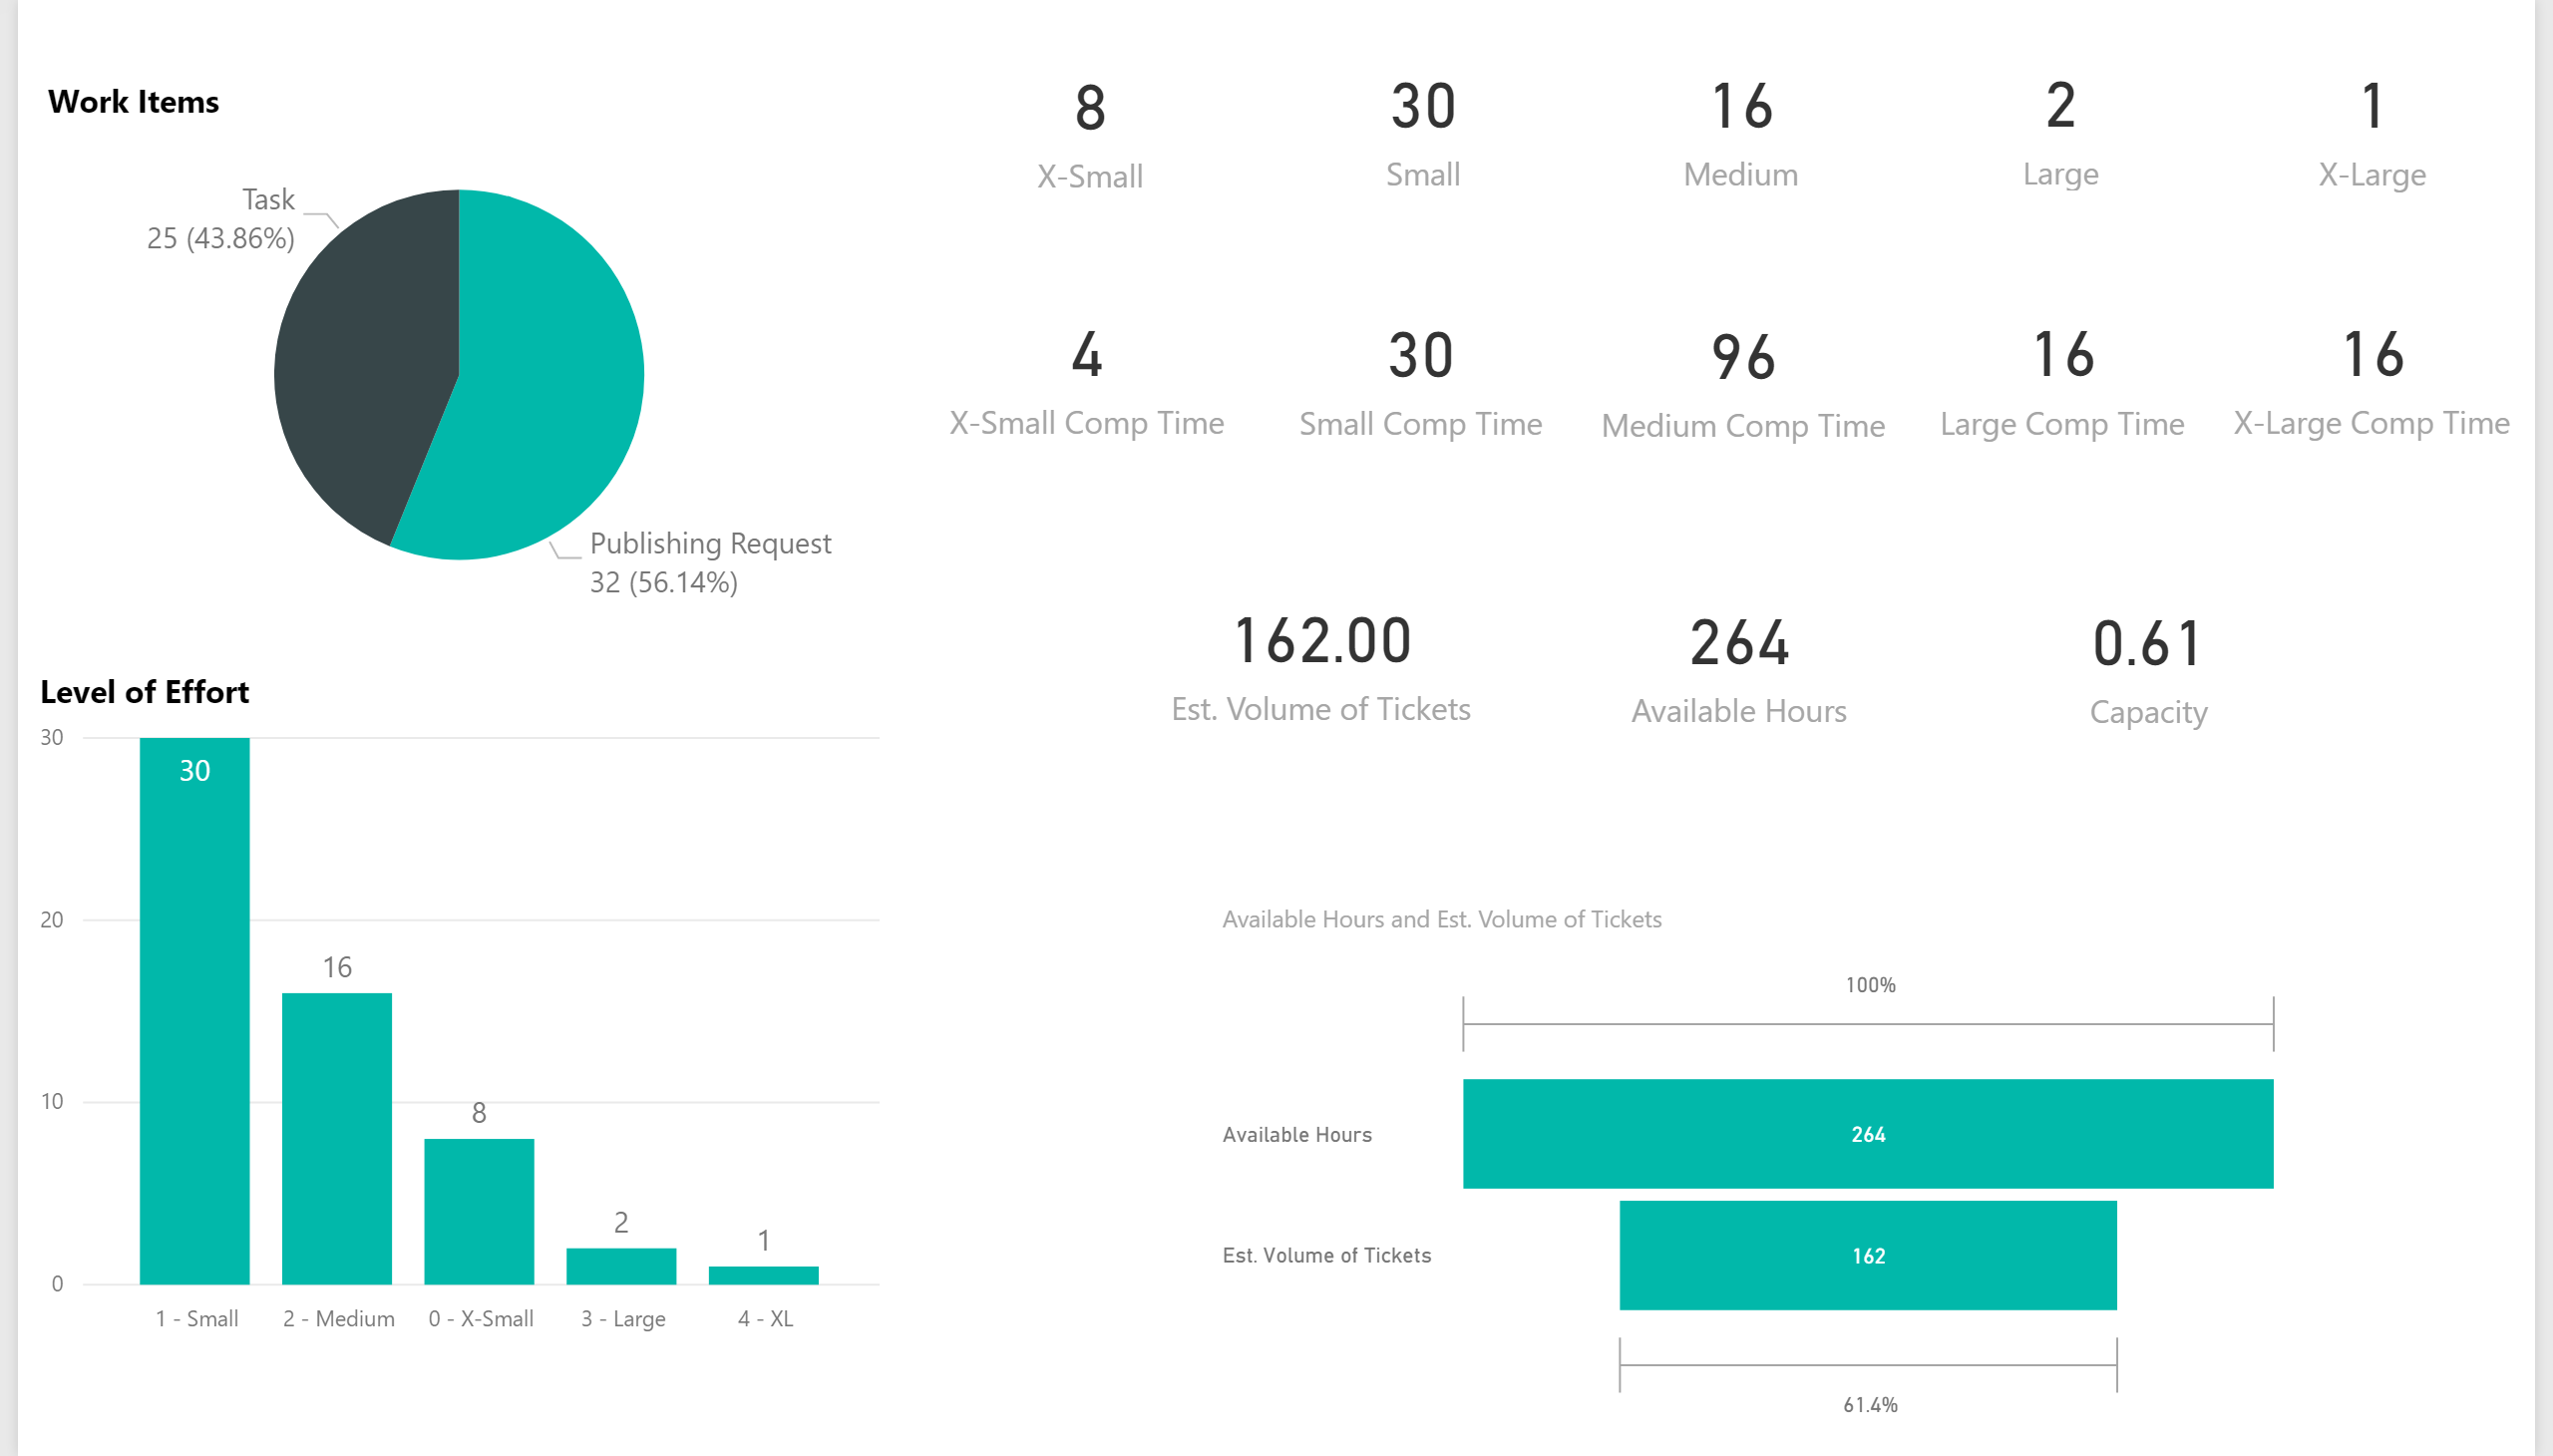 Work Items
Task
25 (43.86%)
Publishing Request
32 (56.14%)
8
X-Small
30
Small
16
Medium
2
Large
1
X-Large
4
X-Small Comp Time
30
Small Comp Time
96
Medium Comp Time
16
Large Comp Time
16
X-Large Comp Time
162.00
Est. Volume of Tickets
264
Available Hours
0.61
Capacity
Level of Effort
30
20
10
0
30
16
8
2
1
1 - Small
2 - Medium
0 - X-Small
3 - Large
4 - XL
Available Hours and Est. Volume of Tickets
100%
Available Hours
264
Est. Volume of Tickets
162
61.4%